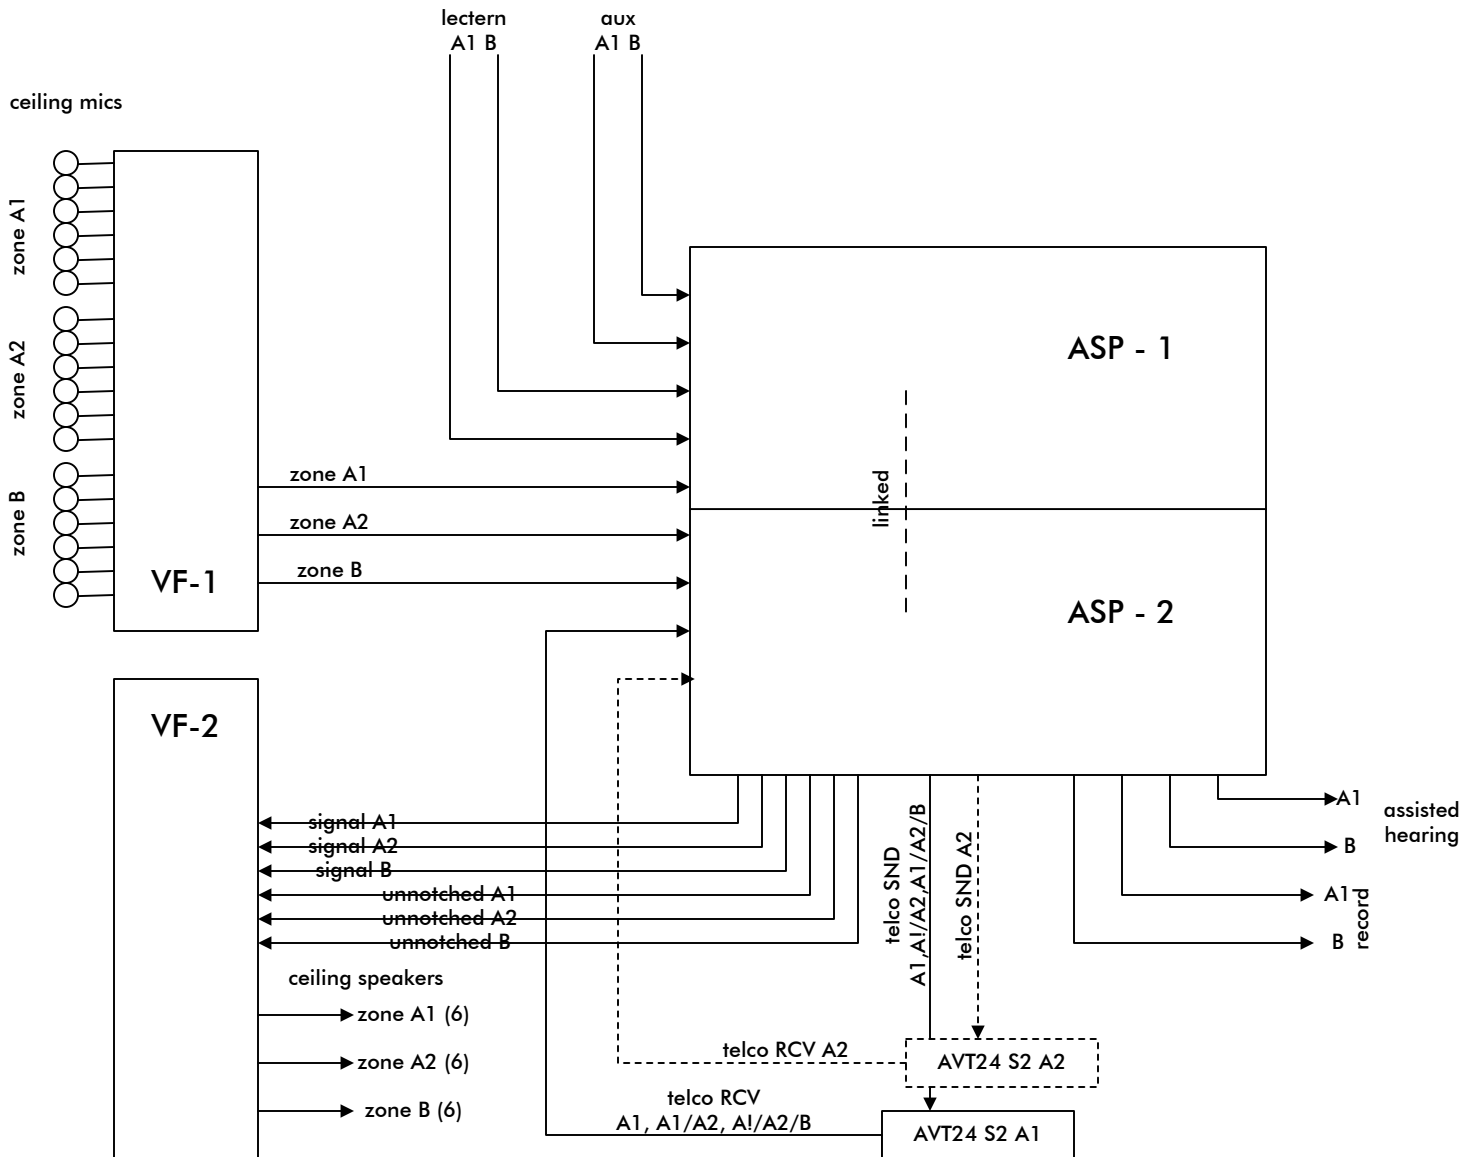 lectern
A1 B
aux
A1 B
ceiling mics
zone A1
zone A2
zone B
VF-1
zone A1
zone A2
zone B
ASP - 1
linked
ASP - 2
VF-2
signal A1
signal A2
signal B
unnotched A1
unnotched A2
unnotched B
ceiling speakers
zone A1 (6)
zone A2 (6)
zone B (6)
telco SND
A1,A!/A2,A1/A2/B
telco SND A2
A1
B
assisted
hearing
A1
B
record
telco RCV A2
AVT24 S2 A2
telco RCV
A1, A1/A2, A!/A2/B
AVT24 S2 A1